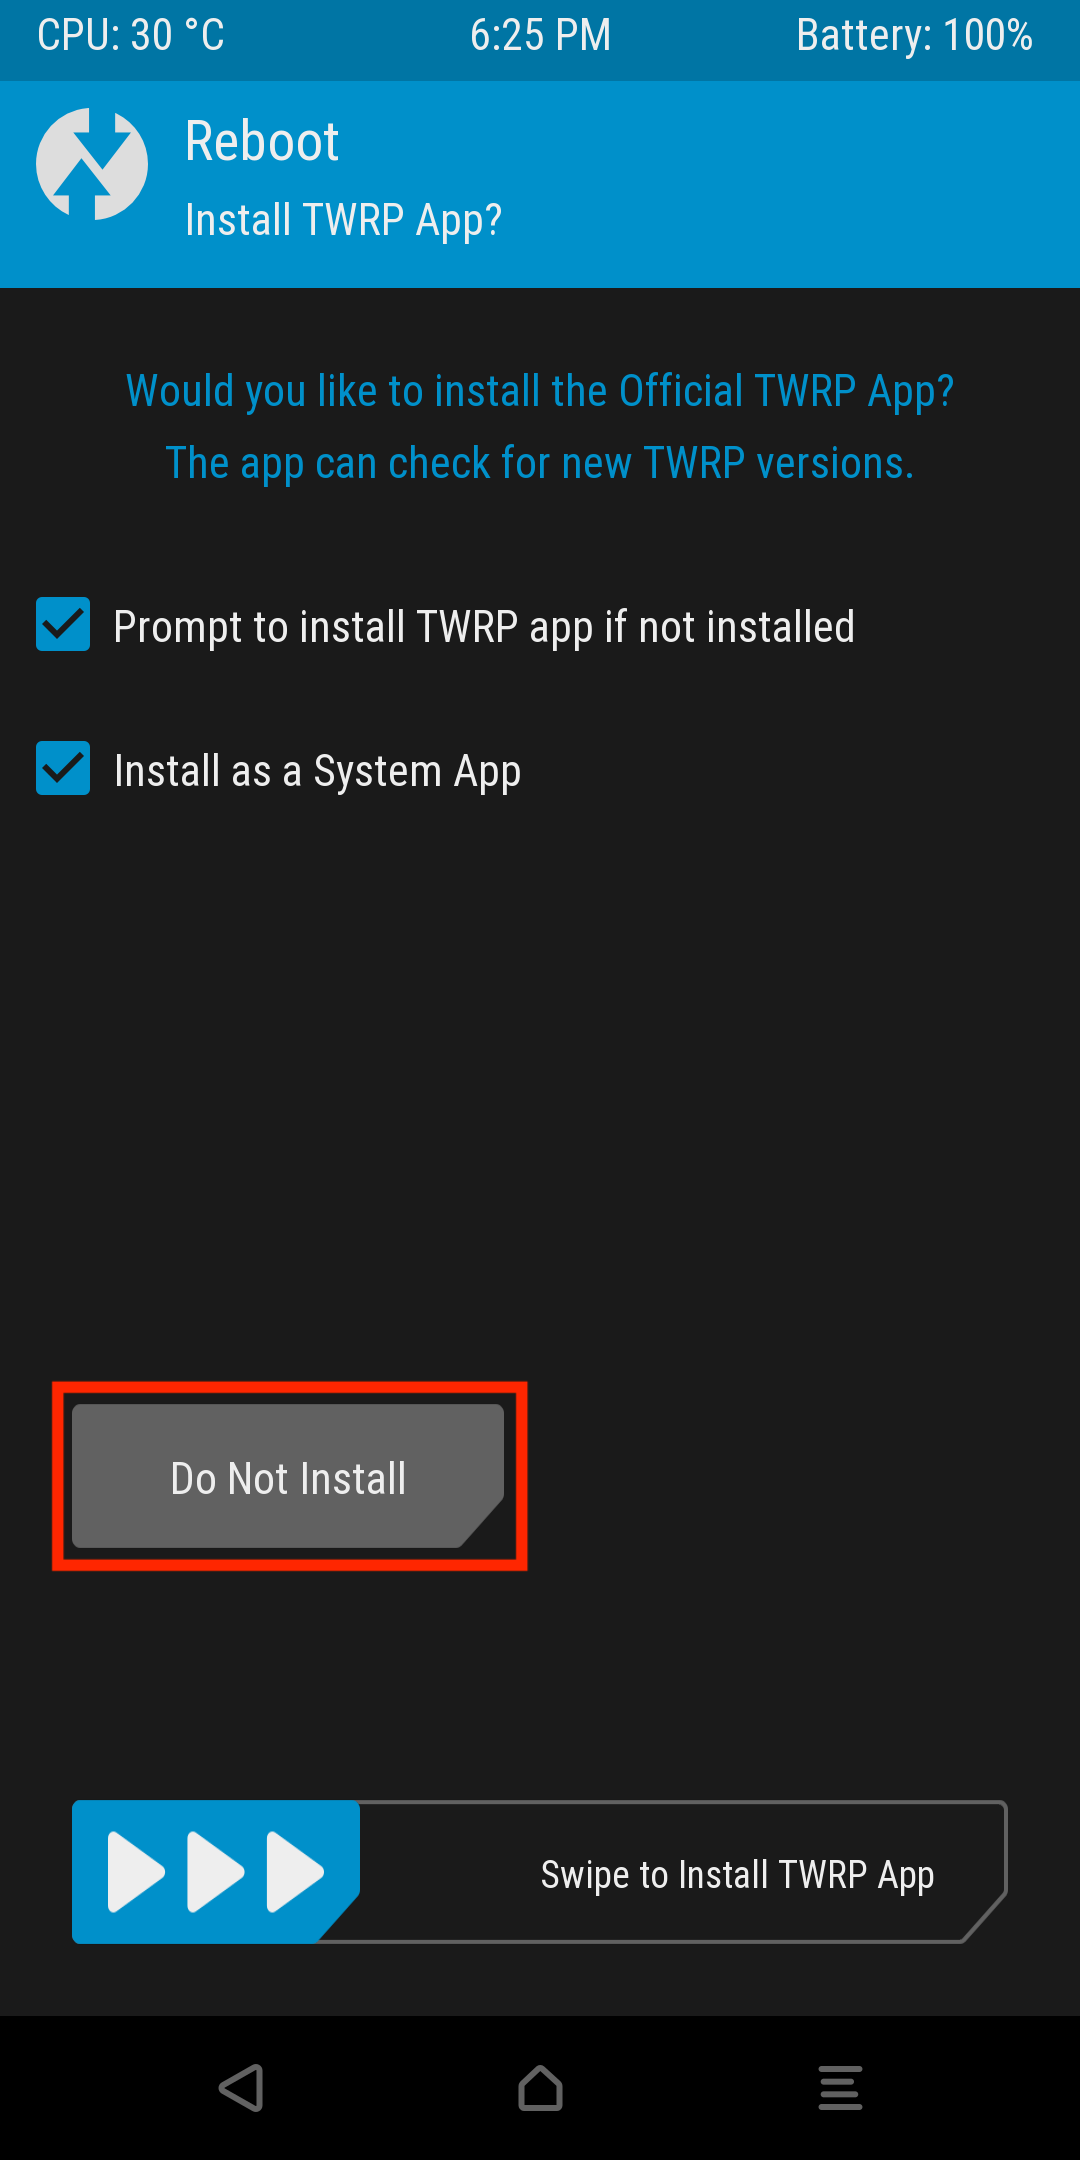 CPU: 30 °C 6:25 PM Battery: 100%
Reboot
Install TWRP App?
Would you like to install the Official TWRP App?
The app can check for new TWRP versions.
Prompt to install TWRP app if not installed
Install as a System App
Do Not Install
Swipe to Install TWRP App